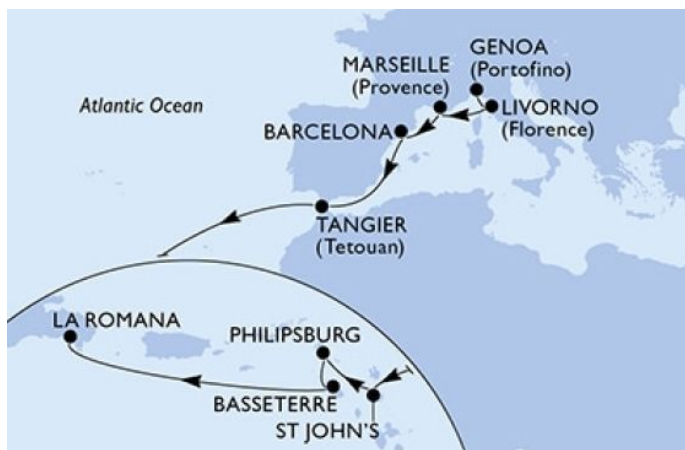 GENOA
(Portofino)
MARSEILLE
(Provence)
LIVORNO
(Florence)
Atlantic Ocean
BARCELONA
TANGIER
(Tetouan)
LA ROMANA
PHILIPSBURG
BASSETERRE
ST JOHN'S